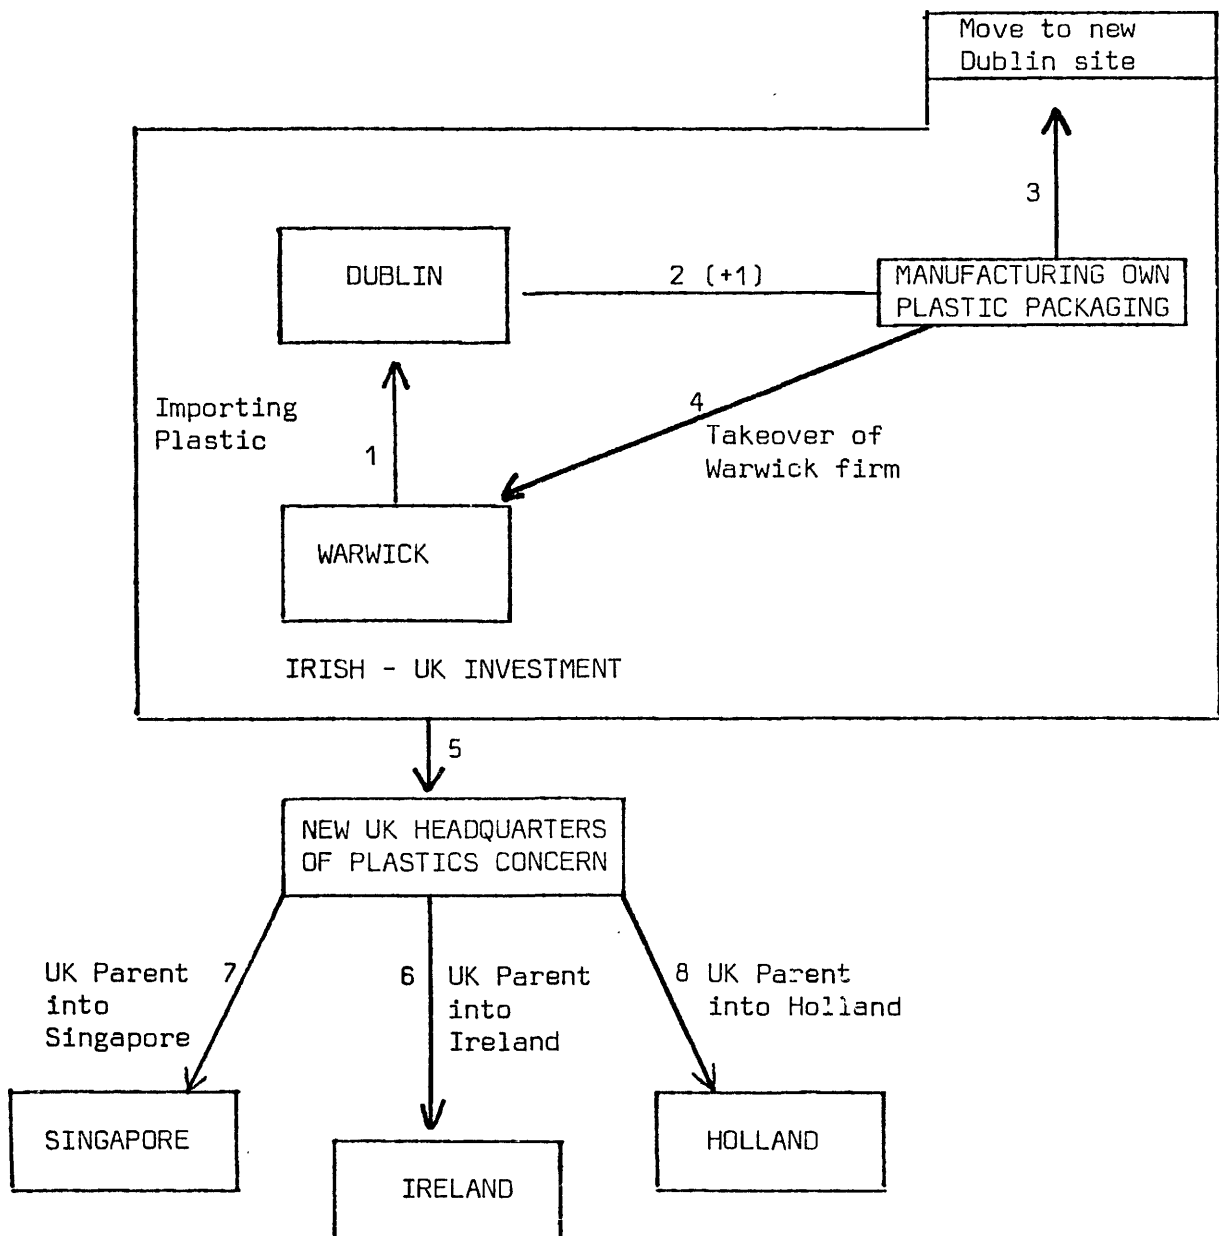 Move to new
Dublin site
3
DUBLIN
2 (+1)
MANUFACTURING OWN
PLASTIC PACKAGING
Importing
Plastic
1
4
Takeover of
Warwick firm
WARWICK
IRISH - UK INVESTMENT
5
NEW UK HEADQUARTERS
OF PLASTICS CONCERN
UK Parent
into
Singapore
7
6
UK Parent
into
Ireland
8 UK Parent
into Holland
SINGAPORE
IRELAND
HOLLAND